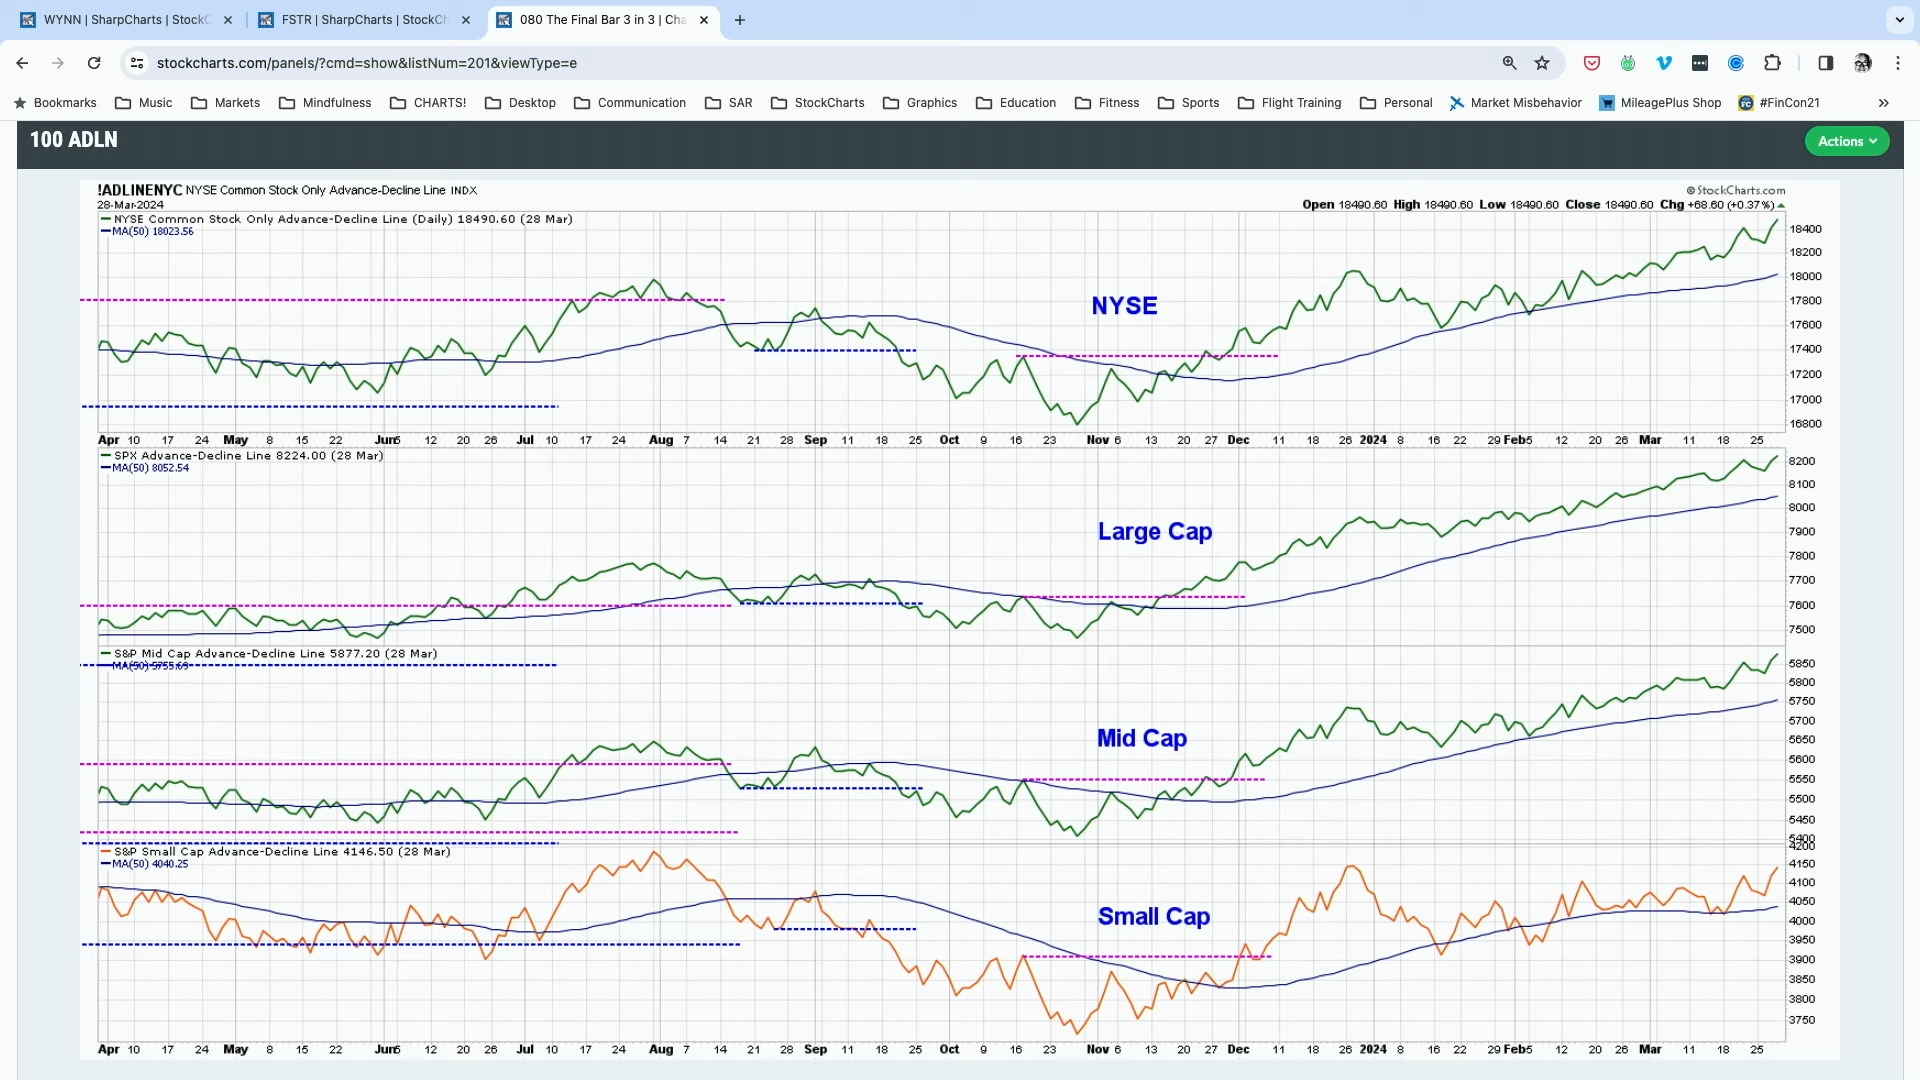 WYNN | SharpCharts | StockC
FSTR | SharpCharts | StockCh
080 The Final Bar 3 in 3 | Cha
stockcharts.com/panels/?cmd=show&listNum=201&viewType=e
Bookmarks Music Markets Mindfulness CHARTS! Desktop Communication SAR StockCharts Graphics Education Fitness Sports Flight Training Personal Market Misbehavior MileagePlus Shop #FinCon21 »
100 ADLN
Actions
!ADLINENYC NYSE Common Stock Only Advance-Decline Line INDX
© StockCharts.com
28-Mar-2024
Open 18490.60 High 18490.60 Low 18490.60 Close 18490.60 Chg +68.60 (+0.37%)
NYSE Common Stock Only Advance-Decline Line (Daily) 18490.60 (28 Mar)
MA(50) 18023.56
NYSE
18400
18200
18000
17800
17600
17400
17200
17000
16800
Apr 10 17 24 May 8 15 22 Jun5 12 20 26 Jul 10 17 24 Aug 7 14 21 28 Sep 11 18 25 Oct 9 16 23 Nov 6 13 20 27 Dec 11 18 26 2024 8 16 22 29 Feb5 12 20 26 Mar 11 18 25
SPX Advance-Decline Line 8224.00 (28 Mar)
MA(50) 8052.54
Large Cap
8200
8100
8000
7900
7800
7700
7600
7500
S&P Mid Cap Advance-Decline Line 5877.20 (28 Mar)
MA(50) 5755.69
Mid Cap
5850
5800
5750
5700
5650
5600
5550
5500
5450
5400
S&P Small Cap Advance-Decline Line 4146.50 (28 Mar)
MA(50) 4040.25
Small Cap
4200
4150
4100
4050
4000
3950
3900
3850
3800
3750
Apr 10 17 24 May 8 15 22 Jun5 12 20 26 Jul 10 17 24 Aug 7 14 21 28 Sep 11 18 25 Oct 9 16 23 Nov 6 13 20 27 Dec 11 18 26 2024 8 16 22 29 Feb5 12 20 26 Mar 11 18 25